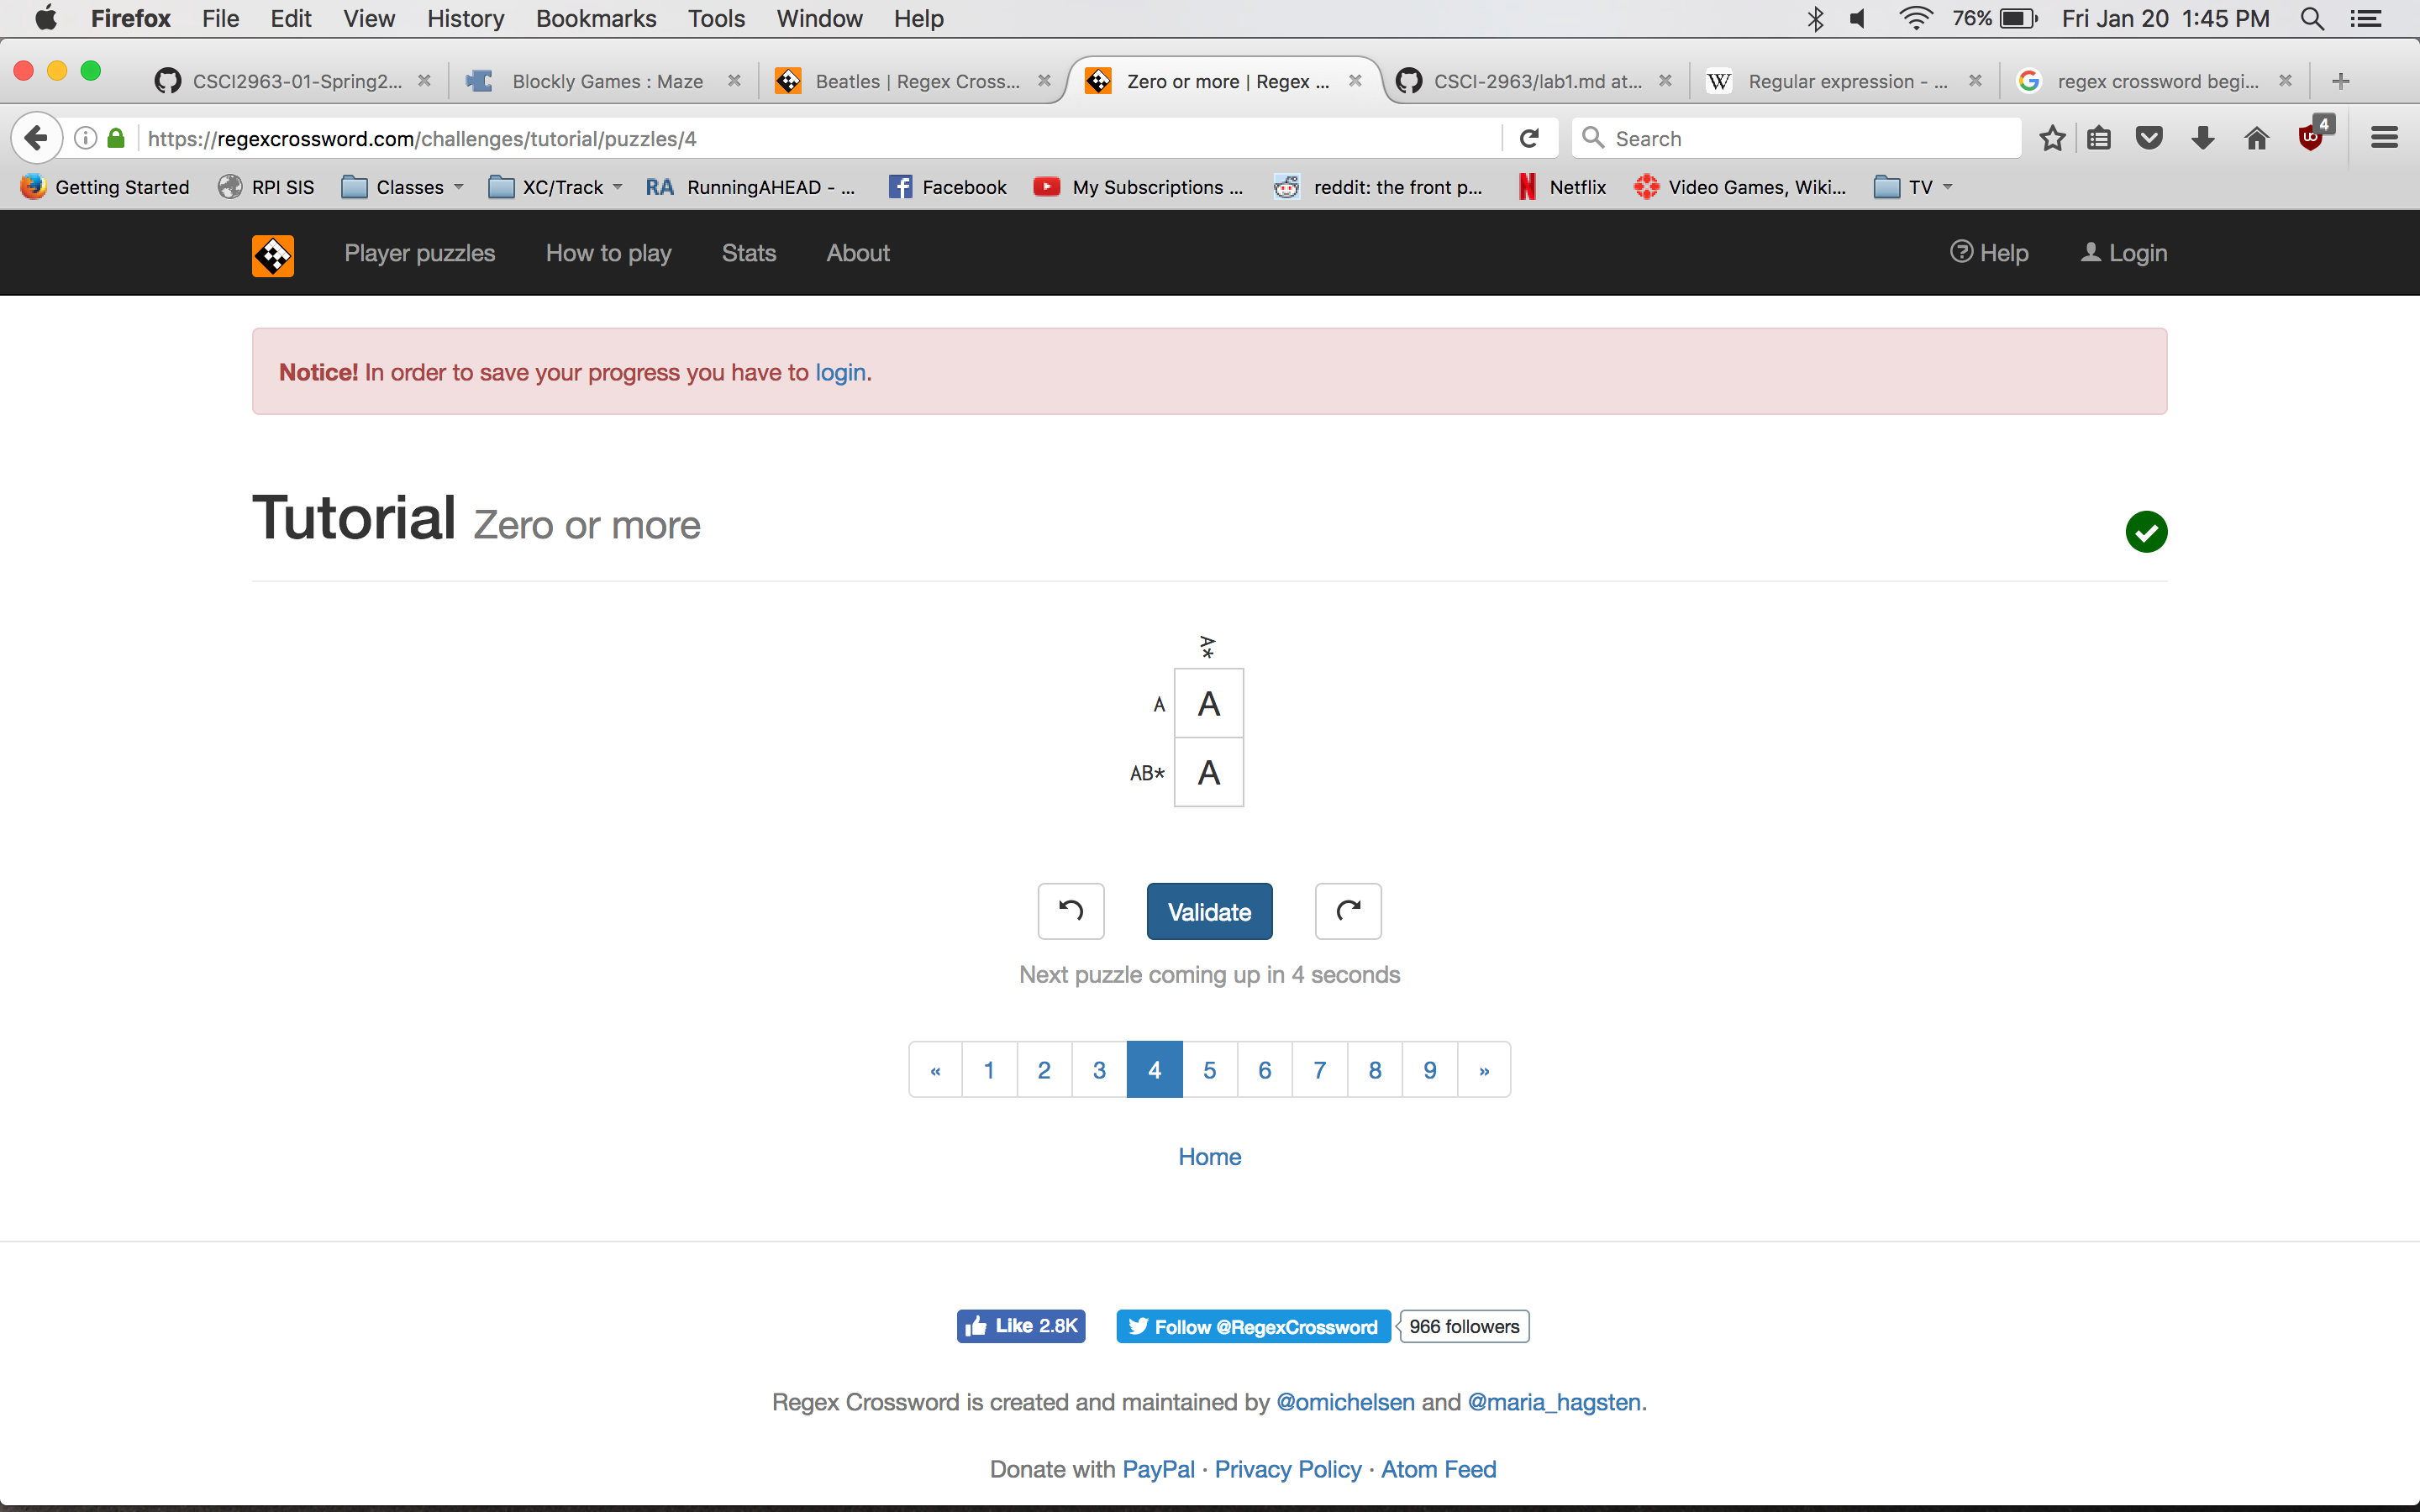 Firefox File Edit View History Bookmarks Tools Window Help 76% Fri Jan 20 1:45 PM
CSCI2963-01-Spring2... Blockly Games : Maze Beatles | Regex Cross... Zero or more | Regex ... CSCI-2963/lab1.md at... W Regular expression - ... G regex crossword begi...
https://regexcrossword.com/challenges/tutorial/puzzles/4 Search 4
Getting Started RPI SIS Classes XC/Track RA RunningAHEAD - ... Facebook My Subscriptions ... reddit: the front p... N Netflix Video Games, Wiki... TV
Player puzzles How to play Stats About Help Login
Notice! In order to save your progress you have to login.
Tutorial Zero or more
A*
A A
AB* A
Validate
Next puzzle coming up in 4 seconds
« 1 2 3 4 5 6 7 8 9 »
Home
Like 2.8K Follow @RegexCrossword 966 followers
Regex Crossword is created and maintained by @omichelsen and @maria_hagsten.
Donate with PayPal · Privacy Policy · Atom Feed